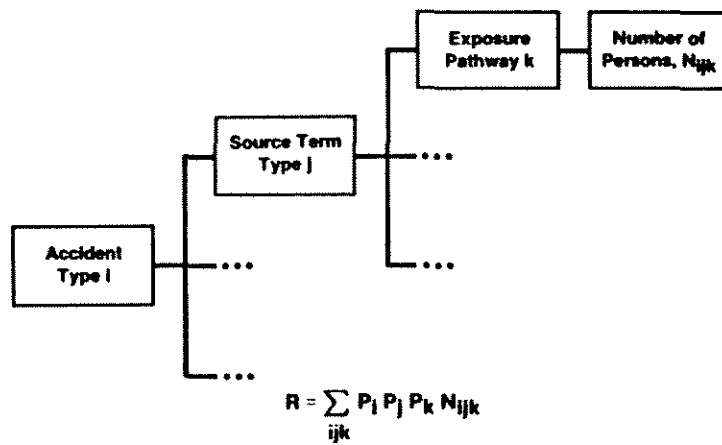 Exposure
Pathway k
Number of
Persons, Nijk
Source Term
Type j
• • •
Accident
Type i
• • •
• • •
• • •
R = ∑ Pi Pj Pk Nijk
ijk